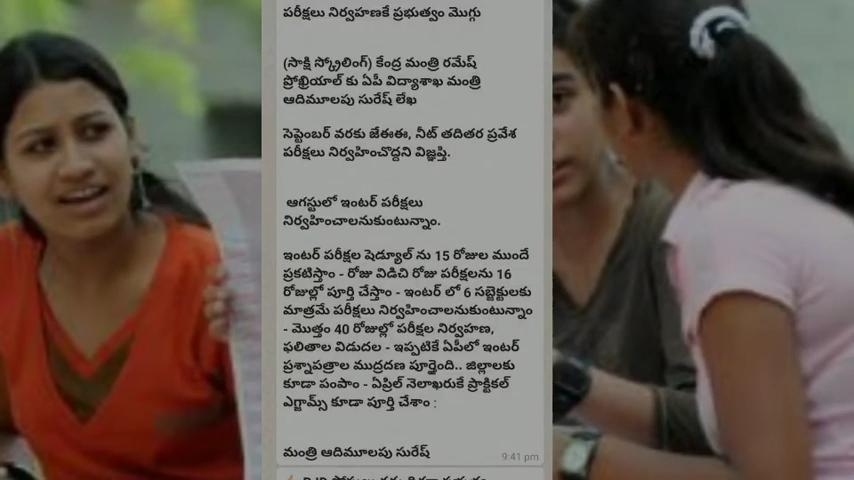 పరీక్షలు నిర్వహణకే ప్రభుత్వం మొగ్గు
(సాక్షి స్క్రోలింగ్) కేంద్ర మంత్రి రమేష్
ప్రోఖ్రియాల్ కు ఏపీ విద్యాశాఖ మంత్రి
ఆదిమూలపు సురేష్ లేఖ
సెప్టెంబర్ వరకు జేఈఈ, నీట్ తదితర ప్రవేశ
పరీక్షలు నిర్వహించొద్దని విజ్ఞప్తి.
ఆగస్టులో ఇంటర్ పరీక్షలు
నిర్వహించాలనుకుంటున్నాం.
ఇంటర్ పరీక్షల షెడ్యూల్ ను 15 రోజుల ముందే
ప్రకటిస్తాం - రోజు విడిచి రోజు పరీక్షలను 16
రోజుల్లో పూర్తి చేస్తాం - ఇంటర్ లో 6 సబ్జెక్టులకు
మాత్రమే పరీక్షలు నిర్వహించాలనుకుంటున్నాం
- మొత్తం 40 రోజుల్లో పరీక్షల నిర్వహణ,
ఫలితాల విడుదల - ఇప్పటికే ఏపీలో ఇంటర్
ప్రశ్నాపత్రాల ముద్రదణ పూర్తైంది.. జిల్లాలకు
కూడా పంపాం - ఏప్రిల్ నెలాఖరుకే ప్రాక్టికల్
ఎగ్జామ్స్ కూడా పూర్తి చేశాం :
మంత్రి ఆదిమూలపు సురేష్
9:41 pm